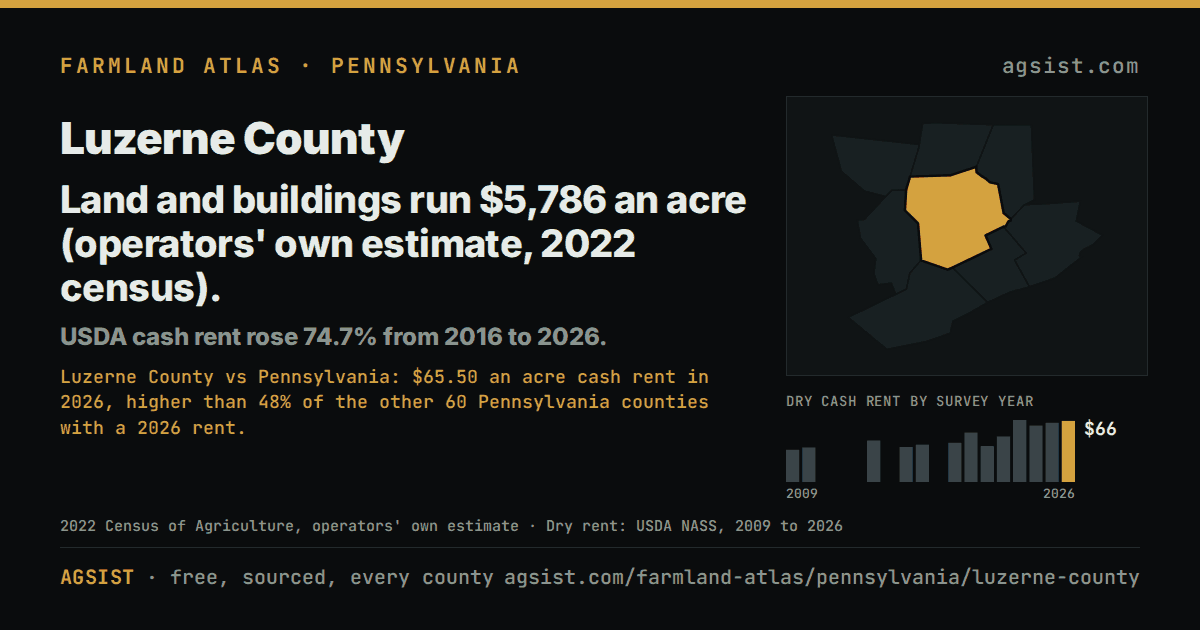 FARMLAND ATLAS · PENNSYLVANIA
agsist.com
Luzerne County
Land and buildings run $5,786 an acre
(operators' own estimate, 2022
census).
USDA cash rent rose 74.7% from 2016 to 2026.
Luzerne County vs Pennsylvania: $65.50 an acre cash rent in
2026, higher than 48% of the other 60 Pennsylvania counties
with a 2026 rent.
DRY CASH RENT BY SURVEY YEAR
$66
2009
2026
2022 Census of Agriculture, operators' own estimate · Dry rent: USDA NASS, 2009 to 2026
AGSIST · free, sourced, every county agsist.com/farmland-atlas/pennsylvania/luzerne-county